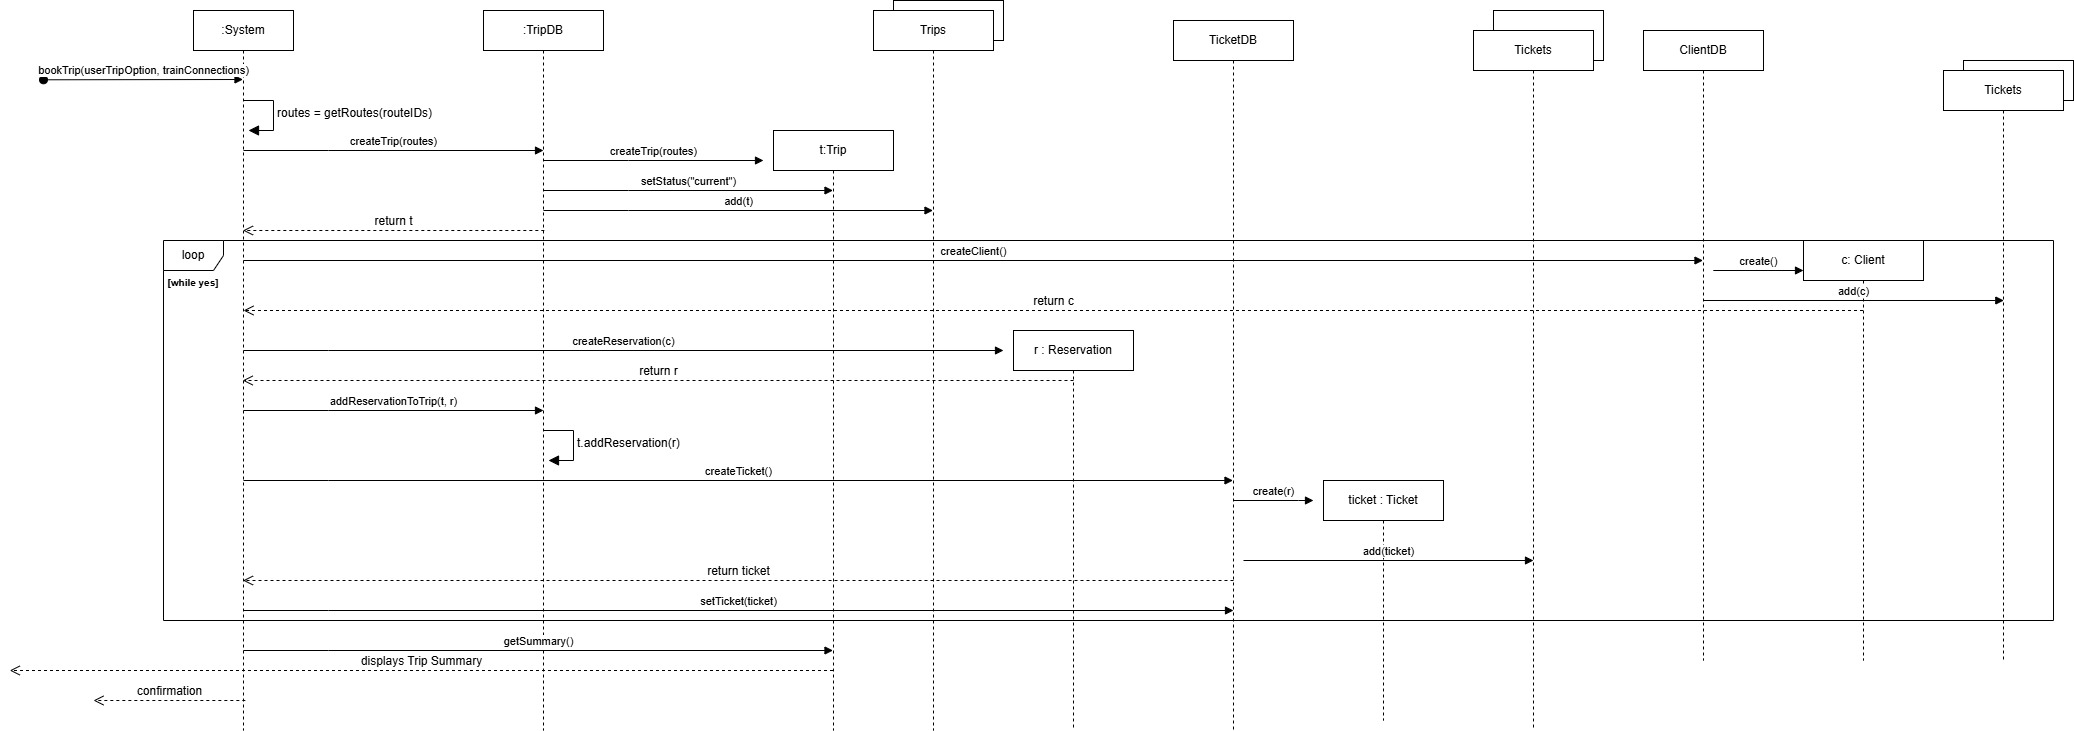 :System
:TripDB
Trips
TicketDB
Tickets
ClientDB
Tickets
bookTrip(userTripOption, trainConnections)
routes = getRoutes(routeIDs)
createTrip(routes)
createTrip(routes)
t:Trip
setStatus("current")
add(t)
return t
loop
[while yes]
createClient()
create()
c: Client
add(c)
return c
createReservation(c)
r : Reservation
return r
addReservationToTrip(t, r)
t.addReservation(r)
createTicket()
create(r)
ticket : Ticket
add(ticket)
return ticket
setTicket(ticket)
getSummary()
displays Trip Summary
confirmation